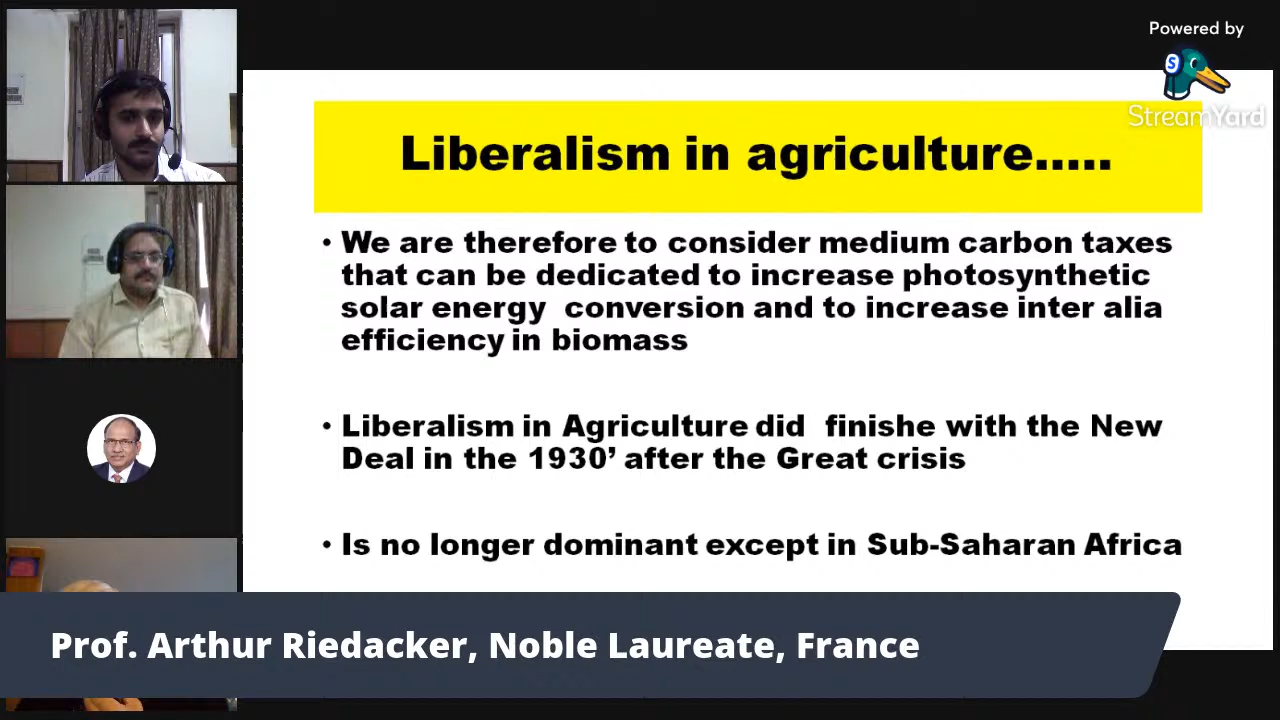 Powered by
S
StreamYard
Liberalism in agriculture.....
• We are therefore to consider medium carbon taxes
that can be dedicated to increase photosynthetic
solar energy conversion and to increase inter alia
efficiency in biomass
• Liberalism in Agriculture did finishe with the New
Deal in the 1930’ after the Great crisis
• Is no longer dominant except in Sub-Saharan Africa
Prof. Arthur Riedacker, Noble Laureate, France